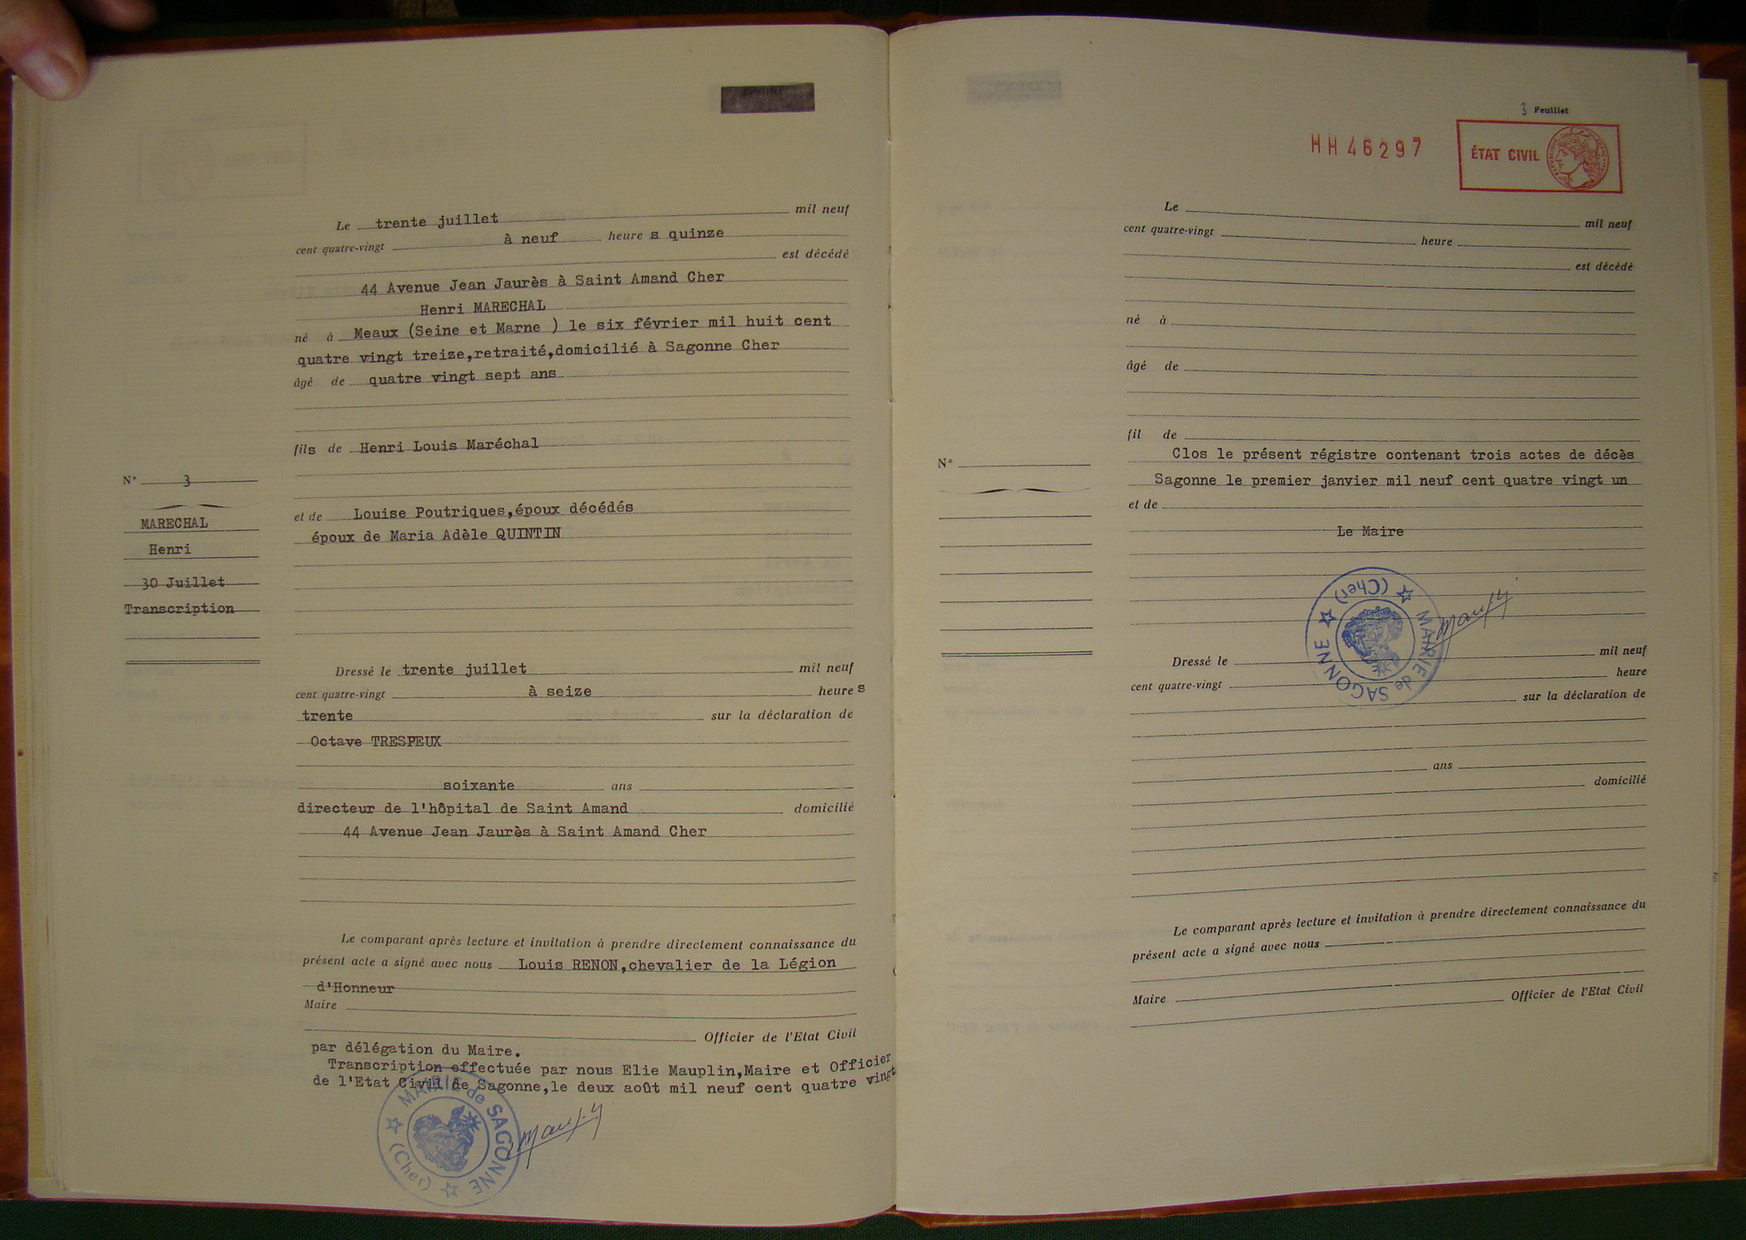 Feuillet
Le trente juillet mil neuf
cent quatre-vingt à neuf heure s quinze
est décédé
44 Avenue Jean Jaurès à Saint Amand Cher
Henri MARECHAL
né à Meaux (Seine et Marne ) le six février mil huit cent
quatre vingt treize,retraité,domicilié à Sagonne Cher
âgé de quatre vingt sept ans
fils de Henri Louis Maréchal
N° 3
MARECHAL
Henri
30 Juillet
Transcription
et de Louise Poutriques,époux décédés
époux de Maria Adèle QUINTIN
Dressé le trente juillet mil neuf
cent quatre-vingt à seize heure s
trente sur la déclaration de
Octave TRESPEUX
soixante ans
directeur de l'hôpital de Saint Amand domicilié
44 Avenue Jean Jaurès à Saint Amand Cher
Le comparant après lecture et invitation à prendre directement connaissance du
présent acte a signé avec nous Louis RENON,chevalier de la Légion
d'Honneur
Maire
Officier de l'Etat Civil
par délégation du Maire.
Transcription effectuée par nous Elie Mauplin,Maire et Officier
de l'Etat Civil de Sagonne,le deux août mil neuf cent quatre vingt
MAIRIE de SAGONNE
(Cher)
3 Feuillet
HH46297
ÉTAT CIVIL
Le mil neuf
cent quatre-vingt heure
est décédé
né à
âgé de
fil de
Clos le présent régistre contenant trois actes de décès
N°
Sagonne le premier janvier mil neuf cent quatre vingt un
et de
Le Maire
MAIRIE de SAGONNE
(Cher)
Dressé le mil neuf
cent quatre-vingt heure
sur la déclaration de
ans
domicilié
Le comparant après lecture et invitation à prendre directement connaissance du
présent acte a signé avec nous
Maire Officier de l'Etat Civil